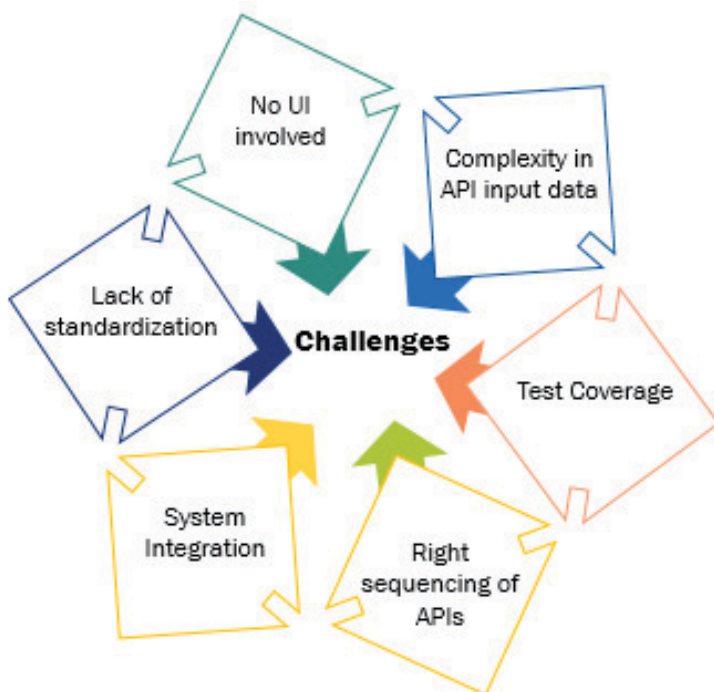 No UI
involved
Complexity in
API input data
Lack of
standardization
Challenges
Test Coverage
System
Integration
Right
sequencing of
APIs